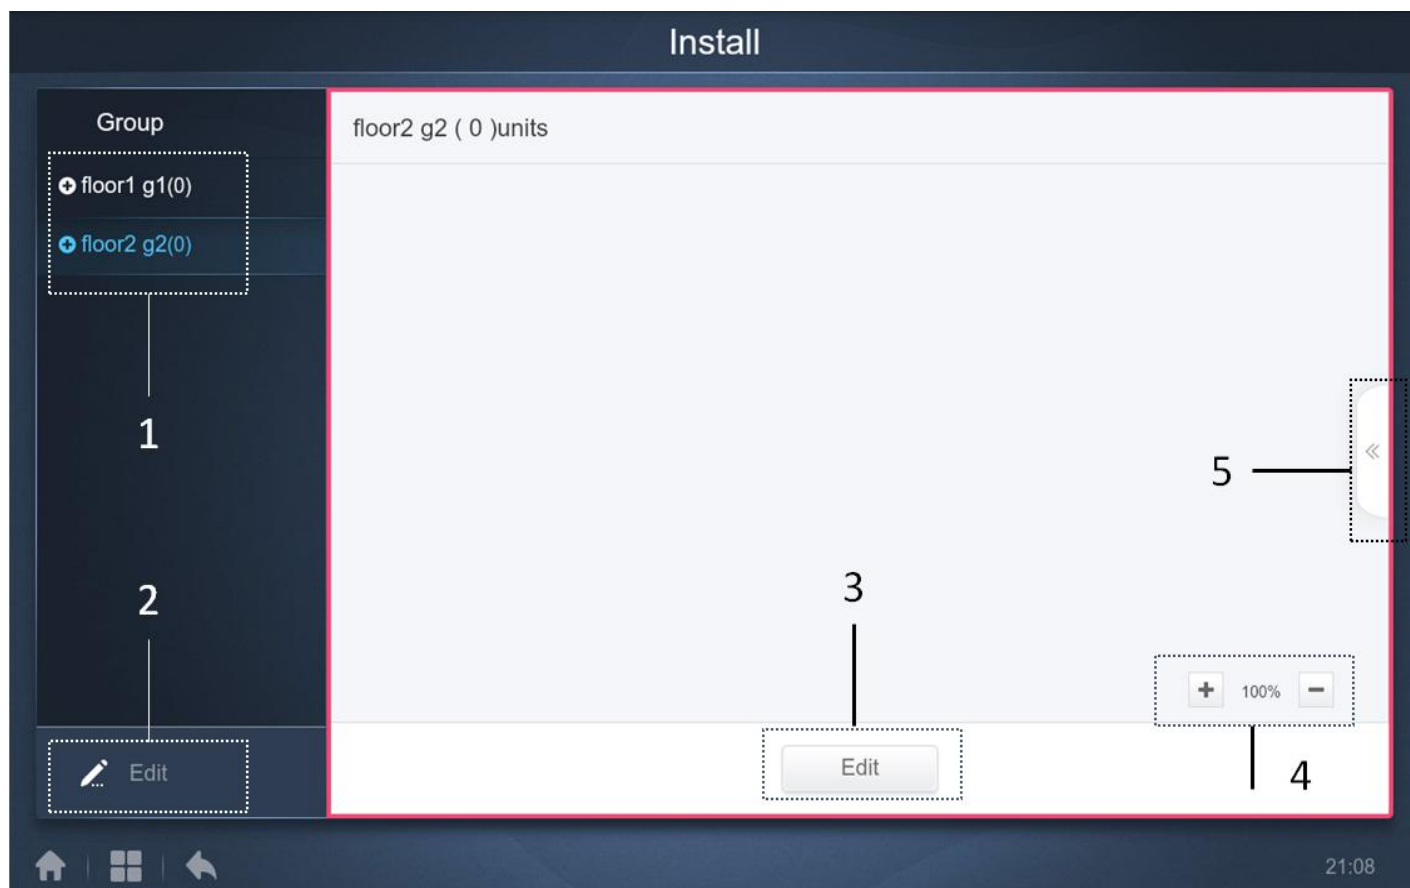 Install
Group
floor1 g1(0)
floor2 g2(0)
1
2
Edit
floor2 g2 ( 0 )units
5
3
100%
4
Edit
21:08